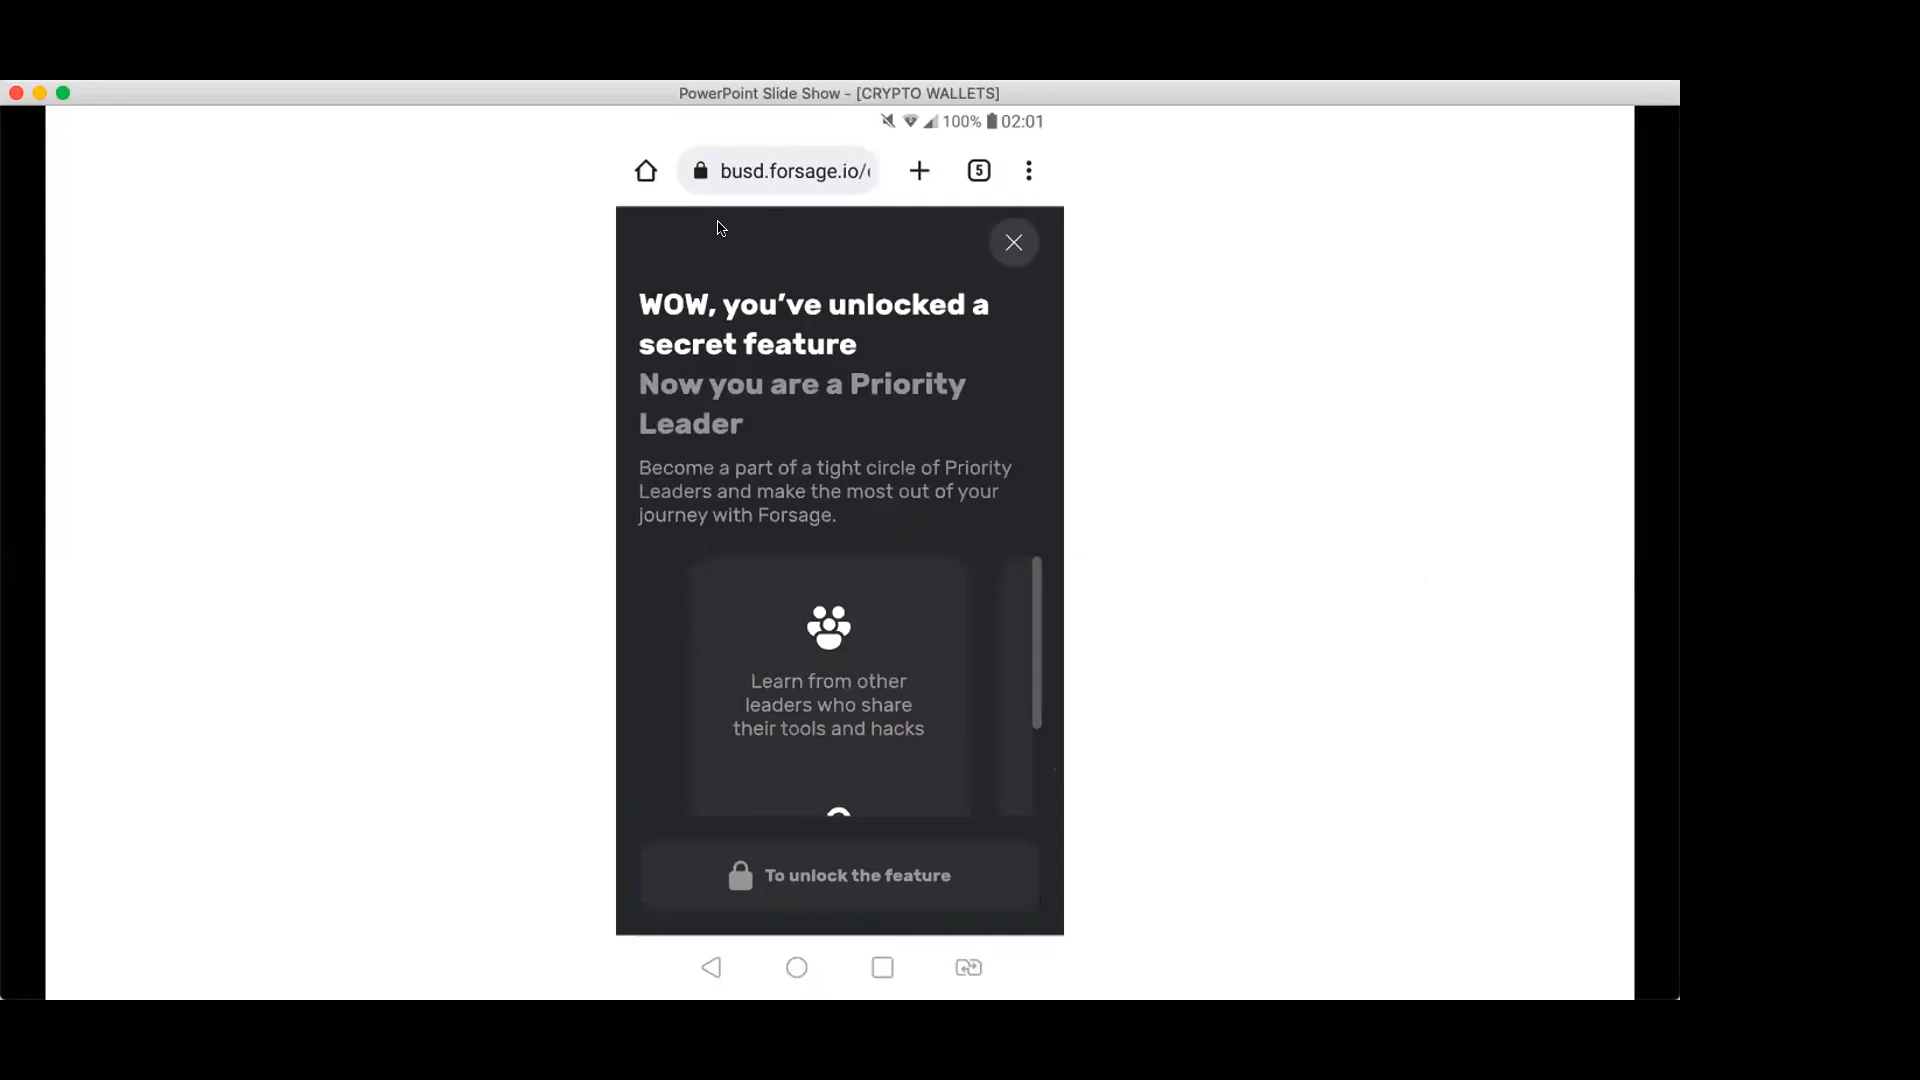 PowerPoint Slide Show - [CRYPTO WALLETS]
100% 02:01
busd.forsage.io/
5
WOW, you've unlocked a
secret feature
Now you are a Priority
Leader
Become a part of a tight circle of Priority
Leaders and make the most out of your
journey with Forsage.
Learn from other
leaders who share
their tools and hacks
To unlock the feature